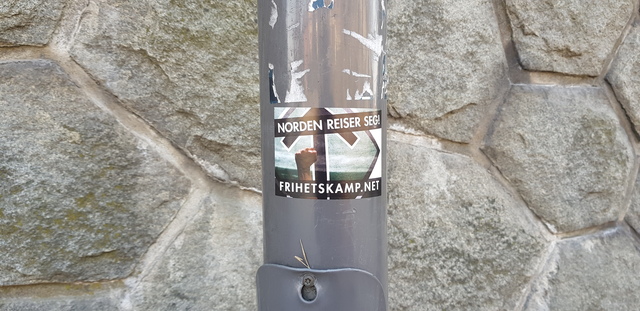 NORDEN REISER SEG!
FRIHETSKAMP.NET